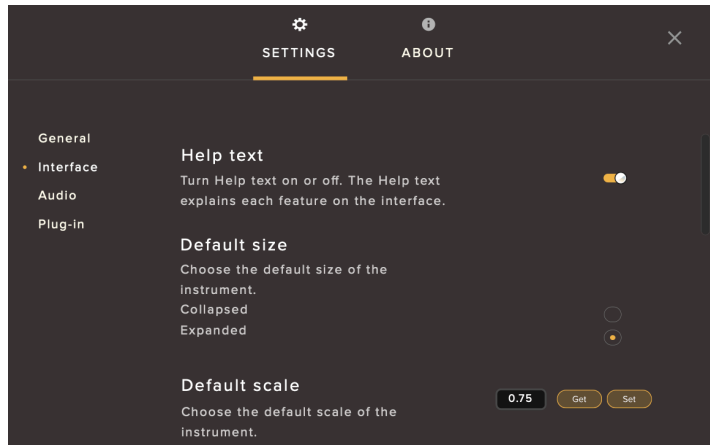 SETTINGS
ABOUT
General
Interface
Audio
Plug-in
Help text
Turn Help text on or off. The Help text
explains each feature on the interface.
Default size
Choose the default size of the
instrument.
Collapsed
Expanded
Default scale
Choose the default scale of the
instrument.
0.75
Get
Set